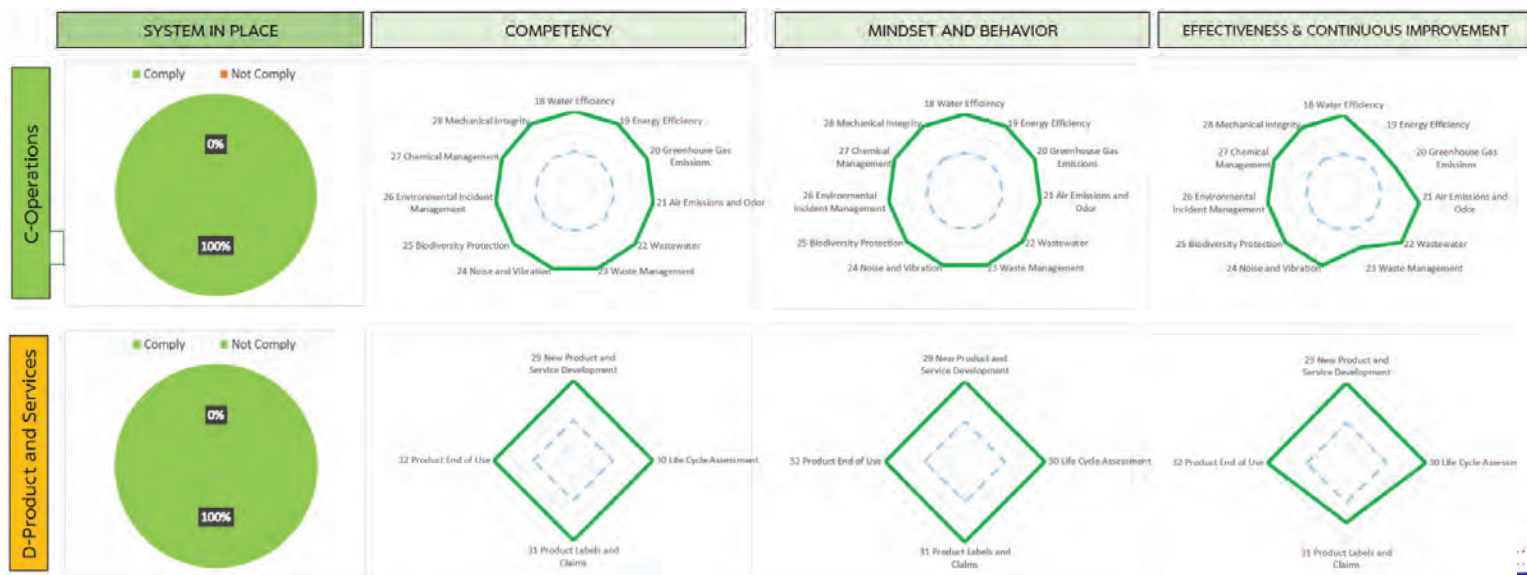 SYSTEM IN PLACE
COMPETENCY
MINDSET AND BEHAVIOR
EFFECTIVENESS & CONTINUOUS IMPROVEMENT
C-Operations
Comply
Not Comply
0%
100%
18 Water Efficiency
19 Energy Efficiency
20 Greenhouse Gas
Emissions
21 Air Emissions and Odor
22 Wastewater
23 Waste Management
24 Noise and Vibration
25 Biodiversity Protection
26 Environmental Incident
Management
27 Chemical Management
28 Mechanical Integrity
18 Water Efficiency
19 Energy Efficiency
20 Greenhouse Gas
Emissions
21 Air Emissions and
Odor
22 Wastewater
23 Waste Management
24 Noise and Vibration
25 Biodiversity Protection
26 Environmental
Incident Management
27 Chemical
Management
28 Mechanical Integrity
18 Water Efficiency
19 Energy Efficiency
20 Greenhouse Gas
Emissions
21 Air Emissions and
Odor
22 Wastewater
23 Waste Management
24 Noise and Vibration
25 Biodiversity Protection
26 Environmental
Incident Management
27 Chemical
Management
28 Mechanical Integrity
D-Product and Services
Comply
Not Comply
0%
100%
29 New Product and
Service Development
30 Life Cycle Assessment
31 Product Labels and
Claims
32 Product End of Use
29 New Product and
Service Development
30 Life Cycle Assessment
31 Product Labels and
Claims
32 Product End of Use
29 New Product and
Service Development
30 Life Cycle Assessmen
31 Product Labels and
Claims
32 Product End of Use